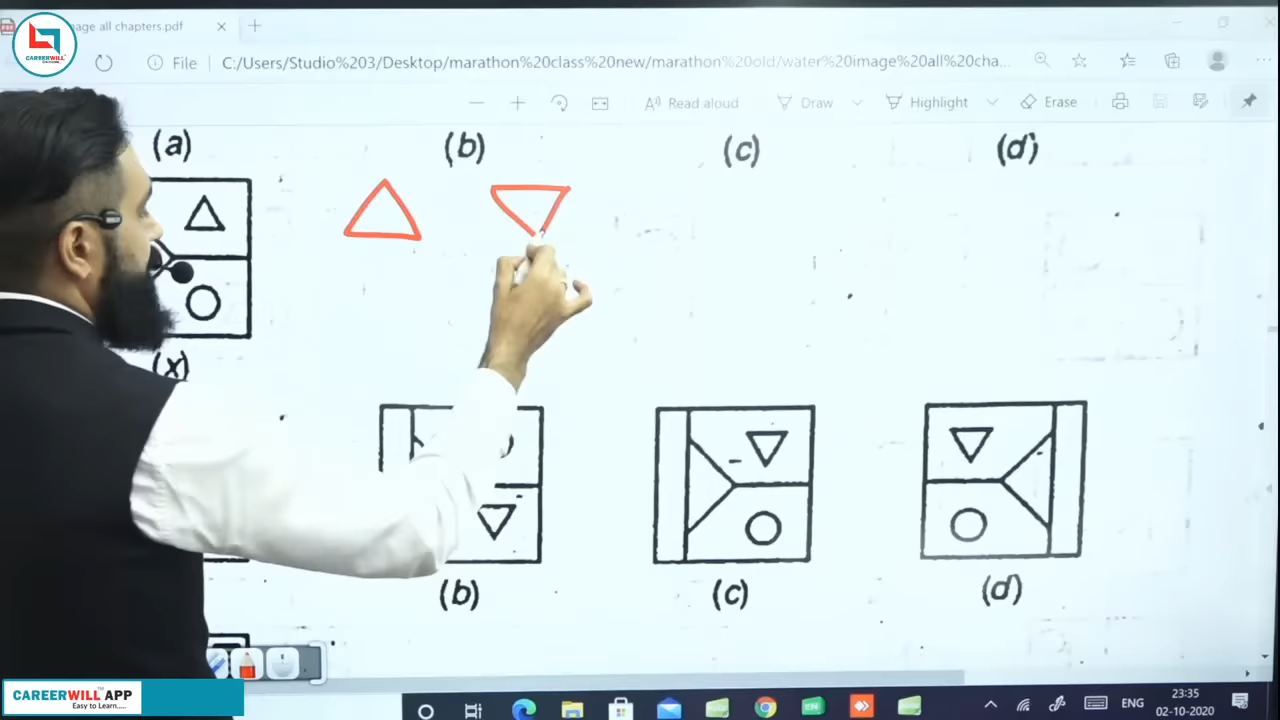 nage all chapters.pdf
CAREERWILL
File
C:/Users/Studio%203/Desktop/marathon%20class%20new/marathon%20old/water%20image%20all%20cha...
Read aloud
Draw
Highlight
Erase
(a)
(b)
(c)
(d)
(x)
(b)
(c)
(d)
CAREERWILL APP
Easy to Learn.....
ENG
23:35
02-10-2020